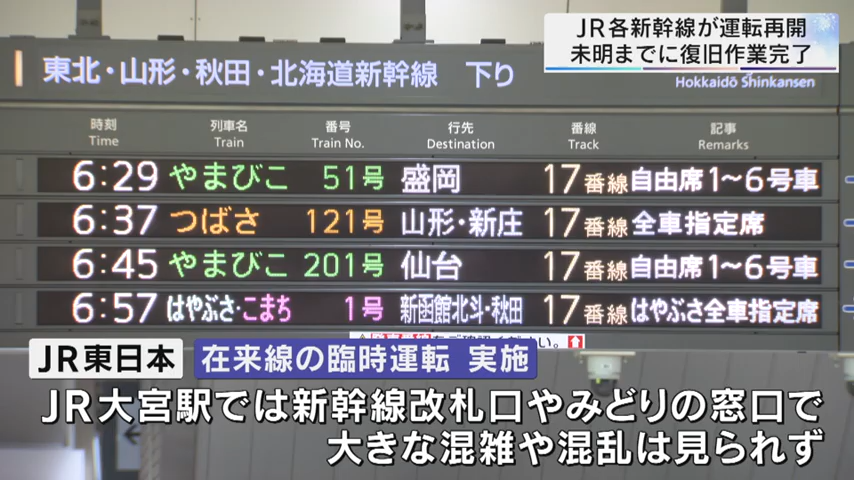 JR各新幹線が運転再開
未明までに復旧作業完了
東北・山形・秋田・北海道新幹線 下り
Hokkaidō Shinkansen
時刻 列車名 番号 行先 番線 記事
Time Train Train No. Destination Track Remarks
6:29 やまびこ 51号 盛岡 17番線 自由席1~6号車
6:37 つばさ 121号 山形・新庄 17番線 全車指定席
6:45 やまびこ 201号 仙台 17番線 自由席1~6号車
6:57 はやぶさ・こまち 1号 新函館北斗・秋田 17番線 はやぶさ全車指定席
ご確認ください。
JR東日本 在来線の臨時運転 実施
JR大宮駅では新幹線改札口やみどりの窓口で
大きな混雑や混乱は見られず